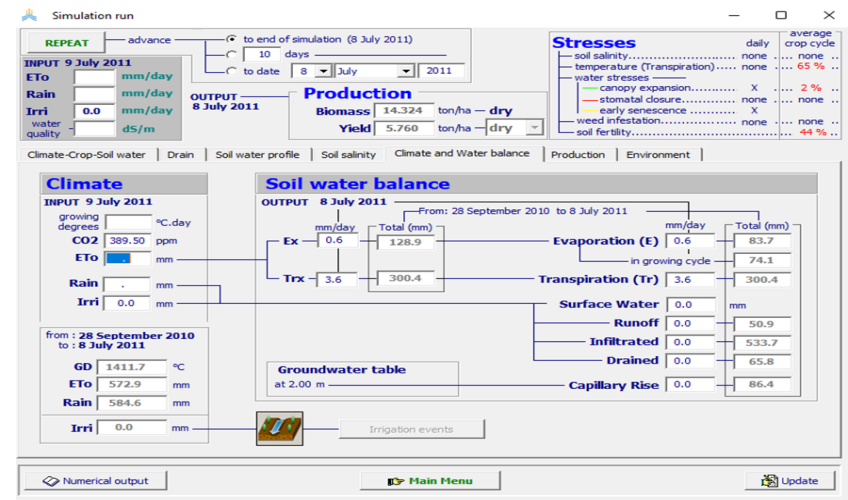 Simulation run
REPEAT
advance
to end of simulation (8 July 2011)
10 days
to date 8 July 2011
INPUT 9 July 2011
ETo mm/day
Rain mm/day
Irri 0.0 mm/day
water quality dS/m
OUTPUT
8 July 2011
Production
Biomass 14.324 ton/ha dry
Yield 5.760 ton/ha dry
Stresses daily average crop cycle
soil salinity............... none .... none ..
temperature (Transpiration).... none .... 65 % ..
water stresses
canopy expansion........... X .... 2 % ..
stomatal closure........... none .... none ..
early senescence ........... X
weed infestation............... none .... none ..
soil fertility............................ 44 % ..
Climate-Crop-Soil water | Drain | Soil water profile | Soil salinity | Climate and Water balance | Production | Environment
Climate
INPUT 9 July 2011
growing degrees °C.day
CO2 389.50 ppm
ETo . mm
Rain . mm
Irri 0.0 mm
from : 28 September 2010
to : 8 July 2011
GD 1411.7 °C
ETo 572.9 mm
Rain 584.6 mm
Irri 0.0 mm
Soil water balance
OUTPUT 8 July 2011
From: 28 September 2010 to 8 July 2011
mm/day Total (mm) mm/day Total (mm)
Ex 0.6 128.9 Evaporation (E) 0.6 83.7
in growing cycle 74.1
Trx 3.6 300.4 Transpiration (Tr) 3.6 300.4
Surface Water 0.0 mm
Runoff 0.0 50.9
Infiltrated 0.0 533.7
Drained 0.0 65.8
Groundwater table
at 2.00 m Capillary Rise 0.0 86.4
Irrigation events
Numerical output
Main Menu
Update